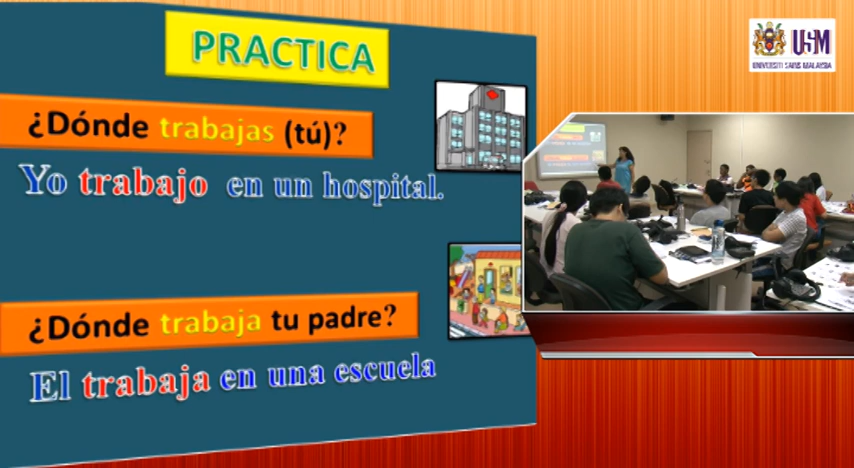 PRACTICA
¿Dónde trabajas (tú)?
Yo trabajo en un hospital.
¿Dónde trabaja tu padre?
El trabaja en una escuela
USM
UNIVERSITI SAINS MALAYSIA